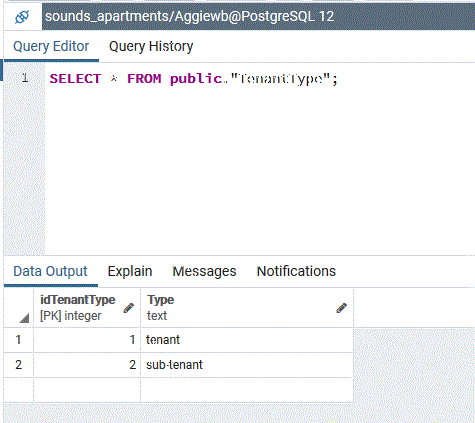 sounds_apartments/Aggiewb@PostgreSQL 12
Query Editor Query History
1 SELECT * FROM public."TenantType";
Data Output Explain Messages Notifications
idTenantType Type
[PK] integer text
1 1 tenant
2 2 sub-tenant